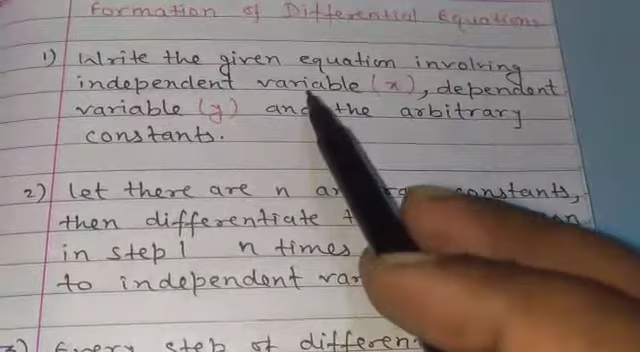 Formation of Differential Equations
1) Write the given equation involving
independent variable (x), dependent
variable (y) and the arbitrary
constants.
2) Let there are n constants,
then differentiate
in step 1 n times
to independent
3) Every step of